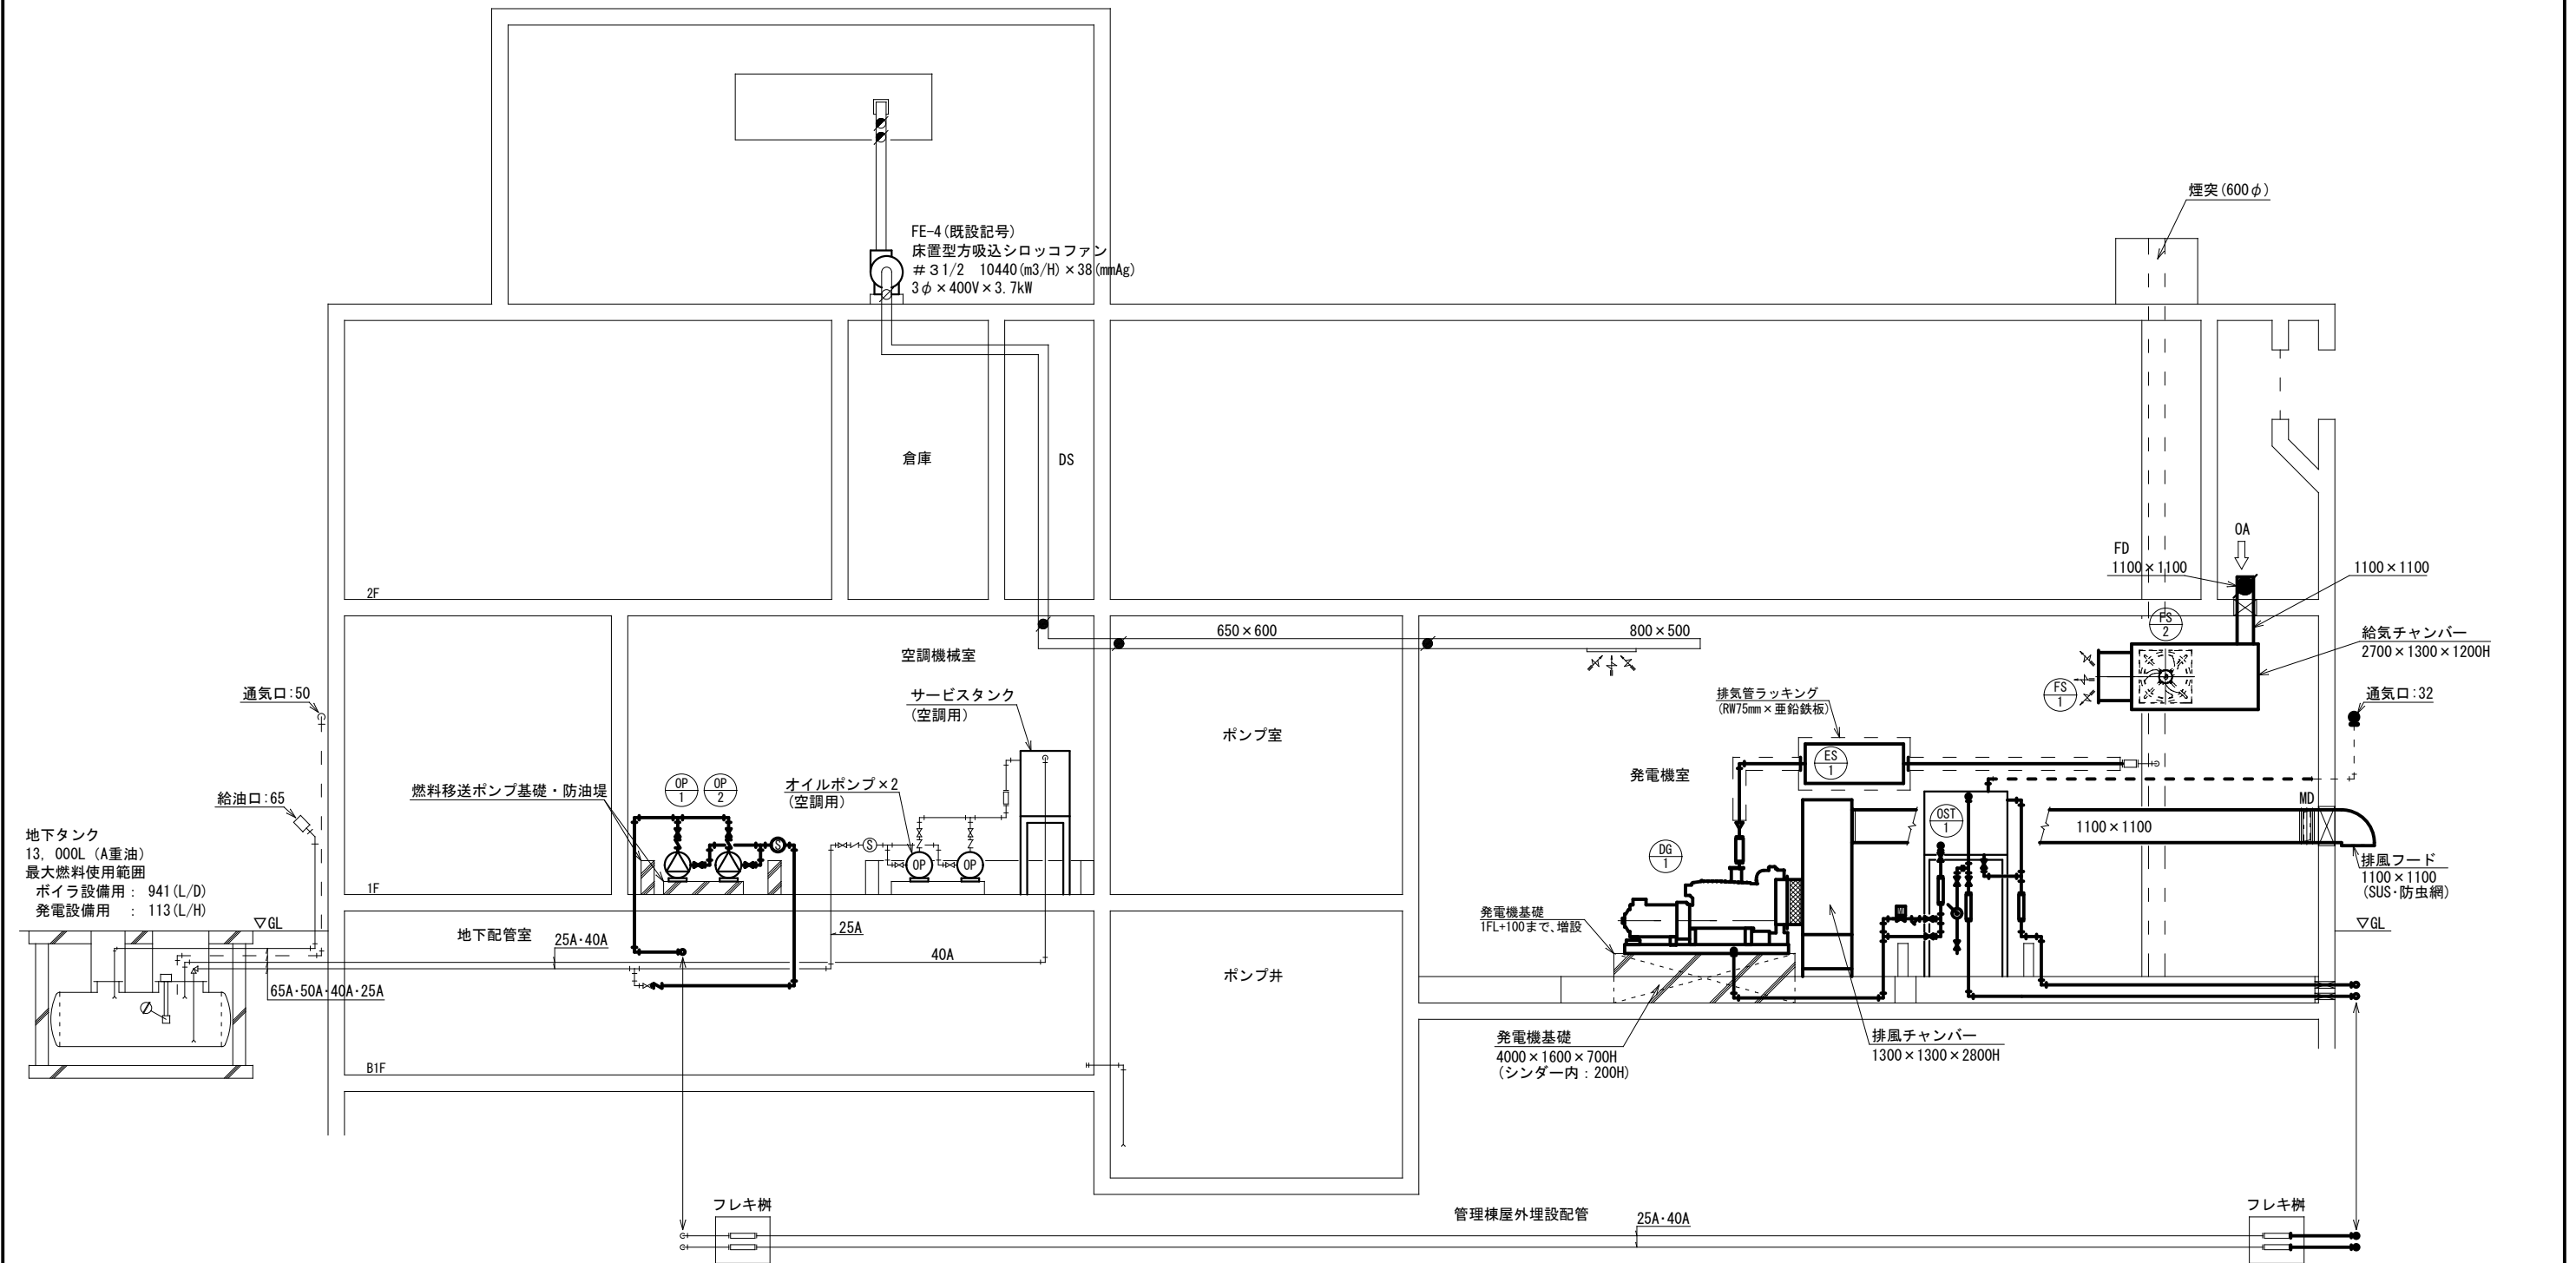 煙突(600φ)
FE-4(既設記号)
床置型方吸込シロッコファン
#31/2 10440(m3/H)×38(mmAg)
3φ×400V×3.7kW
倉庫
DS
OA
FD
1100×1100
1100×1100
2F
FS
2
650×600
800×500
給気チャンバー
2700×1300×1200H
空調機械室
FS
1
通気口:50
サービスタンク
(空調用)
排気管ラッキング
(RW75mm×亜鉛鉄板)
通気口:32
ポンプ室
ES
1
発電機室
燃料移送ポンプ基礎・防油堤
OP
1
OP
2
オイルポンプ×2
(空調用)
給油口:65
MD
OST
1
1100×1100
地下タンク
13,000L (A重油)
最大燃料使用範囲
ボイラ設備用: 941(L/D)
発電設備用 : 113(L/H)
S
S
OP
OP
DG
1
排風フード
1100×1100
(SUS・防虫網)
1F
発電機基礎
1FL+100まで、増設
M
▽GL
▽GL
地下配管室
25A・40A
25A
40A
ポンプ井
65A・50A・40A・25A
発電機基礎
4000×1600×700H
(シンダー内:200H)
排風チャンバー
1300×1300×2800H
B1F
フレキ桝
管理棟屋外埋設配管
25A・40A
フレキ桝